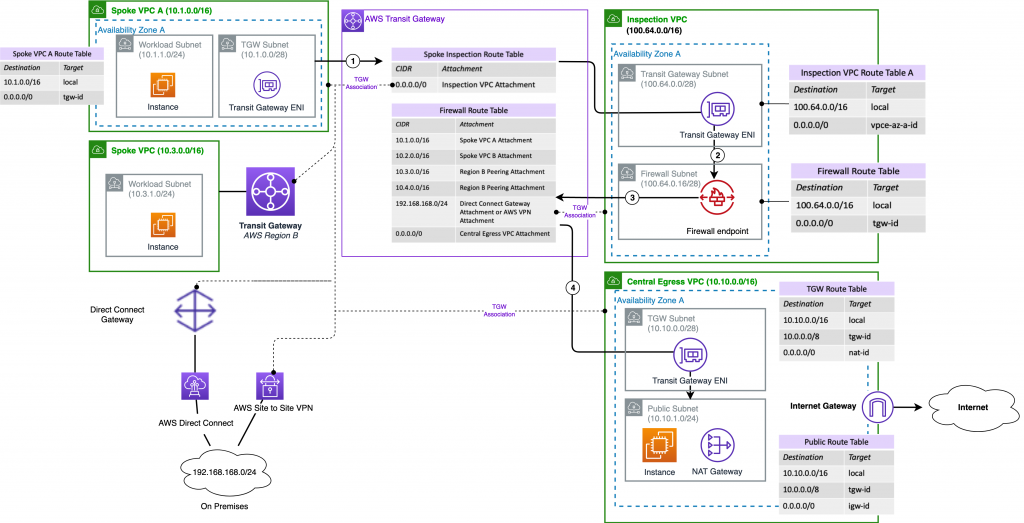 Spoke VPC A (10.1.0.0/16)
Availability Zone A
Workload Subnet
(10.1.1.0/24)
Instance
TGW Subnet
(10.1.0.0/28)
Transit Gateway ENI
Spoke VPC A Route Table
Destination Target
10.1.0.0/16 local
0.0.0.0/0 tgw-id
Spoke VPC (10.3.0.0/16)
Workload Subnet
(10.3.1.0/24)
Instance
Transit Gateway
AWS Region B
Direct Connect
Gateway
AWS Direct Connect
AWS Site to Site VPN
192.168.168.0/24
On Premises
AWS Transit Gateway
1
TGW
Association
Spoke Inspection Route Table
CIDR Attachment
0.0.0.0/0 Inspection VPC Attachment
Firewall Route Table
CIDR Attachment
10.1.0.0/16 Spoke VPC A Attachment
10.2.0.0/16 Spoke VPC B Attachment
10.3.0.0/16 Region B Peering Attachment
10.4.0.0/16 Region B Peering Attachment
192.168.168.0/24 Direct Connect Gateway
Attachment or AWS VPN
Attachment
0.0.0.0/0 Central Egress VPC Attachment
TGW
Association
3
4
TGW
Association
Inspection VPC
(100.64.0.0/16)
Availability Zone A
Transit Gateway Subnet
(100.64.0.0/28)
Transit Gateway ENI
2
Firewall Subnet
(100.64.0.16/28)
Firewall endpoint
Inspection VPC Route Table A
Destination Target
100.64.0.0/16 local
0.0.0.0/0 vpce-az-a-id
Firewall Route Table
Destination Target
100.64.0.0/16 local
0.0.0.0/0 tgw-id
Central Egress VPC (10.10.0.0/16)
Availability Zone A
TGW Subnet
(10.10.0.0/28)
Transit Gateway ENI
Public Subnet
(10.10.1.0/24)
Instance
NAT Gateway
TGW Route Table
Destination Target
10.10.0.0/16 local
10.0.0.0/8 tgw-id
0.0.0.0/0 nat-id
Internet Gateway
Internet
Public Route Table
Destination Target
10.10.0.0/16 local
10.0.0.0/8 tgw-id
0.0.0.0/0 igw-id